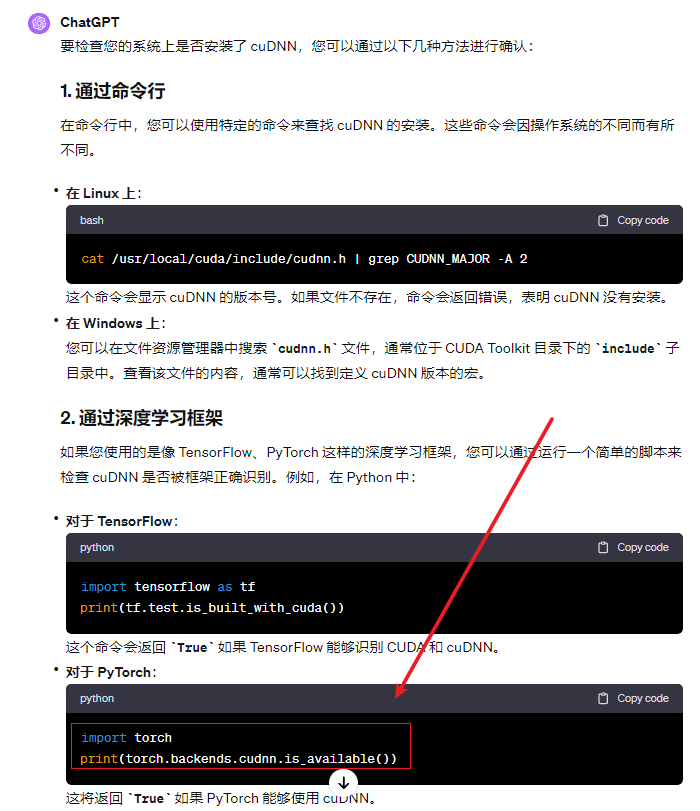 ChatGPT
要检查您的系统上是否安装了 cuDNN，您可以通过以下几种方法进行确认：
1. 通过命令行
在命令行中，您可以使用特定的命令来查找 cuDNN 的安装。这些命令会因操作系统的不同而有所
不同。
• 在 Linux 上：
bash Copy code
cat /usr/local/cuda/include/cudnn.h | grep CUDNN_MAJOR -A 2
这个命令会显示 cuDNN 的版本号。如果文件不存在，命令会返回错误，表明 cuDNN 没有安装。
• 在 Windows 上：
您可以在文件资源管理器中搜索 `cudnn.h` 文件，通常位于 CUDA Toolkit 目录下的 `include` 子
目录中。查看该文件的内容，通常可以找到定义 cuDNN 版本的宏。
2. 通过深度学习框架
如果您使用的是像 TensorFlow、PyTorch 这样的深度学习框架，您可以通过运行一个简单的脚本来
检查 cuDNN 是否被框架正确识别。例如，在 Python 中：
• 对于 TensorFlow：
python Copy code
import tensorflow as tf
print(tf.test.is_built_with_cuda())
这个命令会返回 `True` 如果 TensorFlow 能够识别 CUDA 和 cuDNN。
• 对于 PyTorch：
python Copy code
import torch
print(torch.backends.cudnn.is_available())
这将返回 `True` 如果 PyTorch 能够使用 cuDNN。